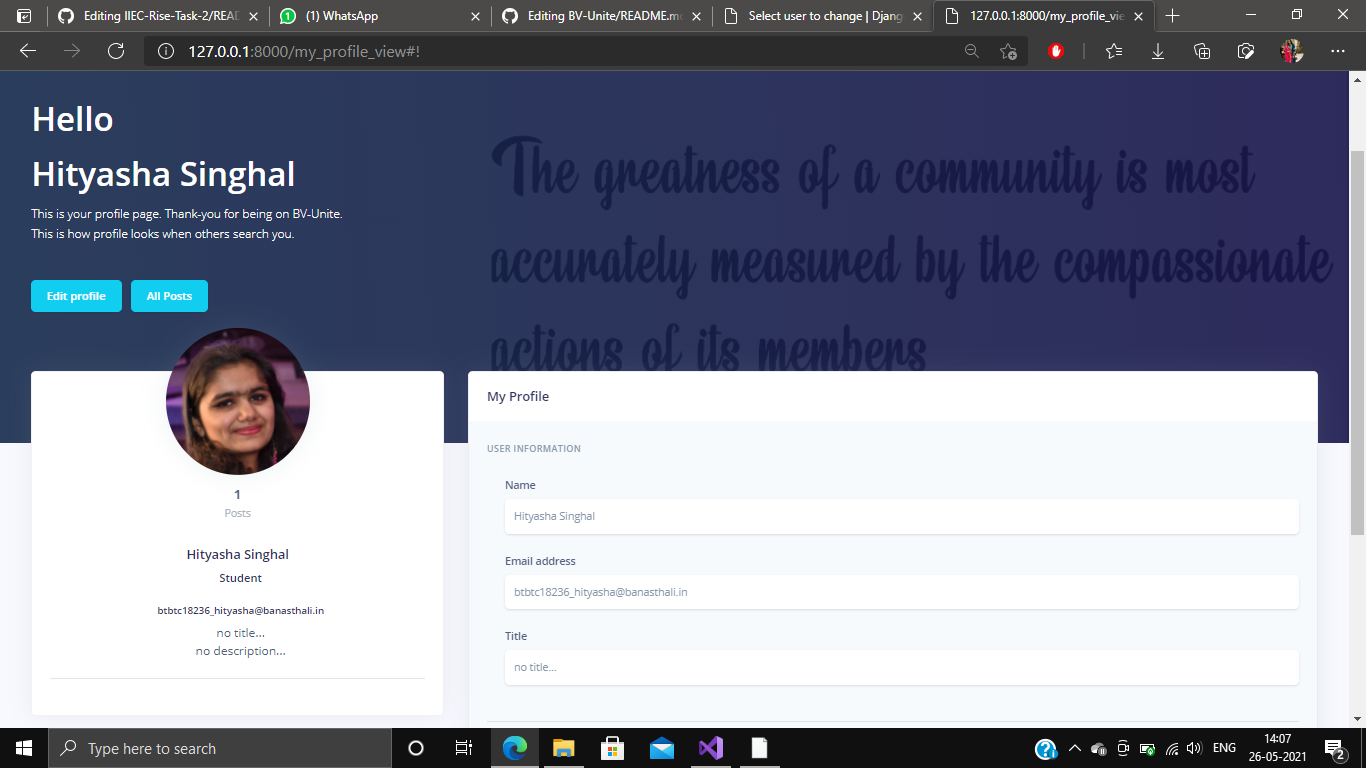 Editing IIEC-Rise-Task-2/READ
(1) WhatsApp
Editing BV-Unite/README.m
Select user to change | Djang
127.0.0.1:8000/my_profile_vie
127.0.0.1:8000/my_profile_view#!
Hello
Hityasha Singhal
This is your profile page. Thank-you for being on BV-Unite.
This is how profile looks when others search you.
The greatness of a community is most
accurately measured by the compassionate
actions of its members
Edit profile
All Posts
1
Posts
Hityasha Singhal
Student
btbtc18236_hityasha@banasthali.in
no title...
no description...
My Profile
USER INFORMATION
Name
Hityasha Singhal
Email address
btbtc18236_hityasha@banasthali.in
Title
no title...
Type here to search
ENG
14:07
26-05-2021
2